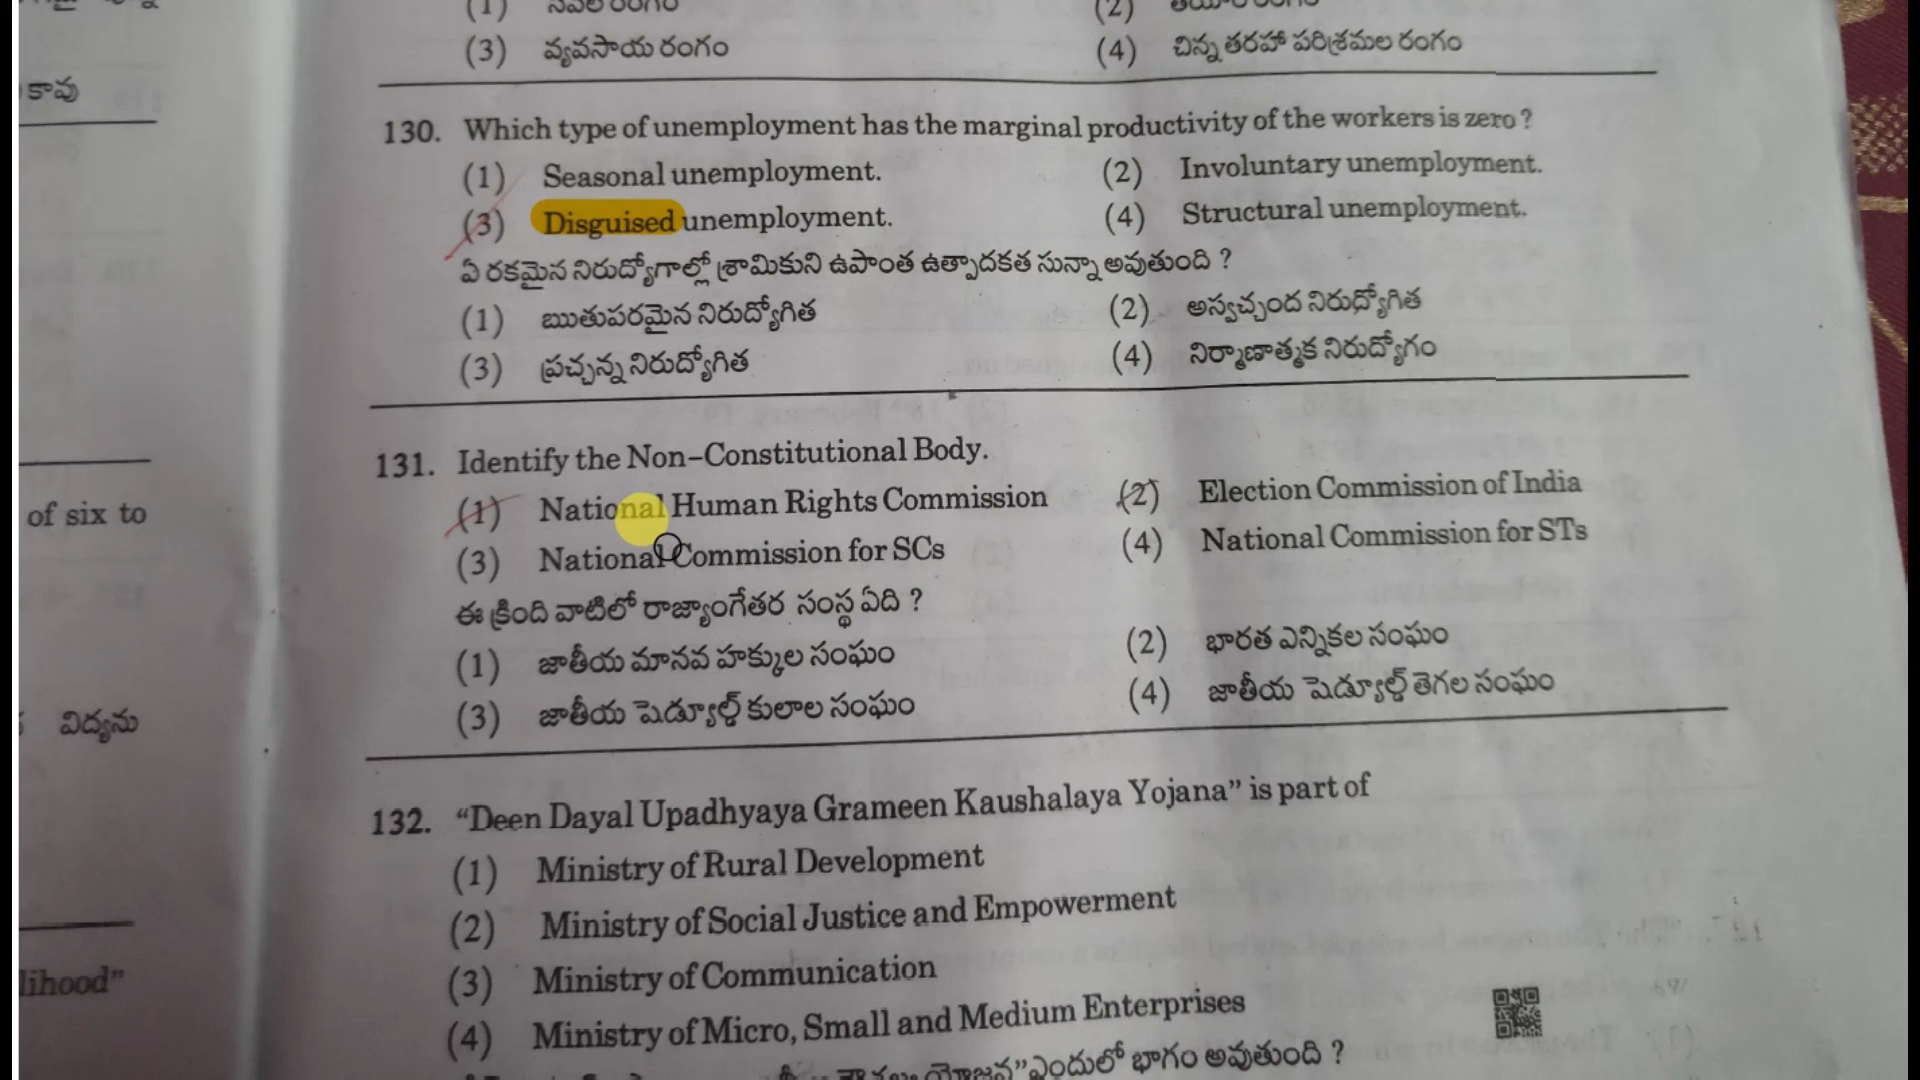 కావు
of six to
విద్యను
lihood”
(3) వ్యవసాయ రంగం (4) చిన్న తరహా పరిశ్రమల రంగం
130. Which type of unemployment has the marginal productivity of the workers is zero ?
(1) Seasonal unemployment. (2) Involuntary unemployment.
(3) Disguised unemployment. (4) Structural unemployment.
ఏ రకమైన నిరుద్యోగాల్లో శ్రామికుని ఉపాంత ఉత్పాదకత సున్నా అవుతుంది ?
(1) ఋతుపరమైన నిరుద్యోగిత (2) అస్వచ్ఛంద నిరుద్యోగిత
(3) ప్రచ్ఛన్న నిరుద్యోగిత (4) నిర్మాణాత్మక నిరుద్యోగం
131. Identify the Non–Constitutional Body.
(1) National Human Rights Commission (2) Election Commission of India
(3) National Commission for SCs (4) National Commission for STs
ఈ క్రింది వాటిలో రాజ్యాంగేతర సంస్థ ఏది ?
(1) జాతీయ మానవ హక్కుల సంఘం (2) భారత ఎన్నికల సంఘం
(3) జాతీయ షెడ్యూల్డ్ కులాల సంఘం (4) జాతీయ షెడ్యూల్డ్ తెగల సంఘం
132. “Deen Dayal Upadhyaya Grameen Kaushalaya Yojana” is part of
(1) Ministry of Rural Development
(2) Ministry of Social Justice and Empowerment
(3) Ministry of Communication
(4) Ministry of Micro, Small and Medium Enterprises
యోజన” ఎందులో భాగం అవుతుంది ?